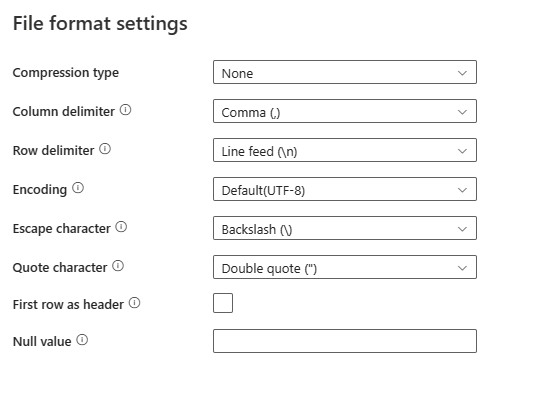 File format settings
Compression type None
Column delimiter Comma (,)
Row delimiter Line feed (\n)
Encoding Default(UTF-8)
Escape character Backslash (\)
Quote character Double quote (")
First row as header
Null value